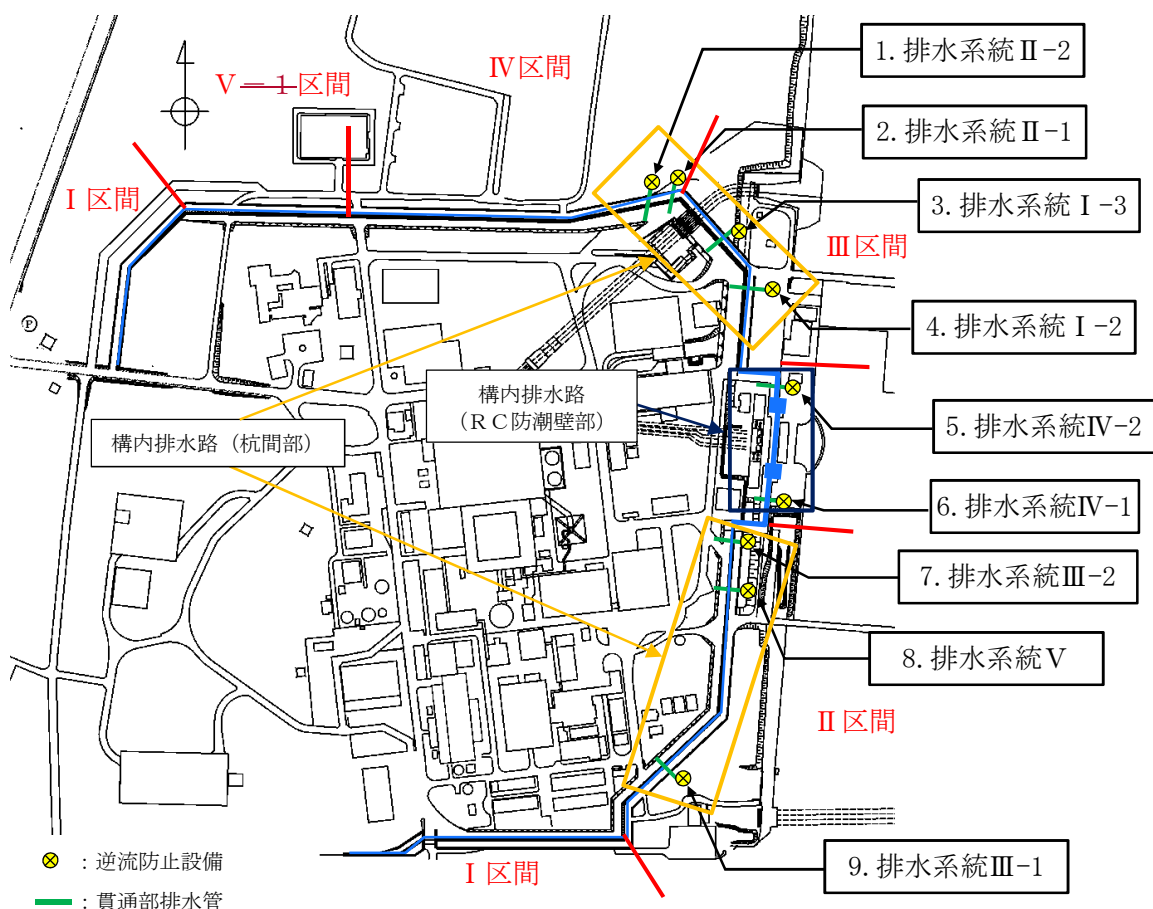 1.排水系統Ⅱ-2
Ⅳ区間
Ⅴ－1区間
2.排水系統Ⅱ-1
Ⅰ区間
3.排水系統Ⅰ-3
Ⅲ区間
4.排水系統Ⅰ-2
P
構内排水路
（ＲＣ防潮壁部）
5.排水系統Ⅳ-2
構内排水路（杭間部）
6.排水系統Ⅳ-1
7.排水系統Ⅲ-2
8.排水系統Ⅴ
Ⅱ区間
：逆流防止設備
Ⅰ区間
9.排水系統Ⅲ-1
：貫通部排水管